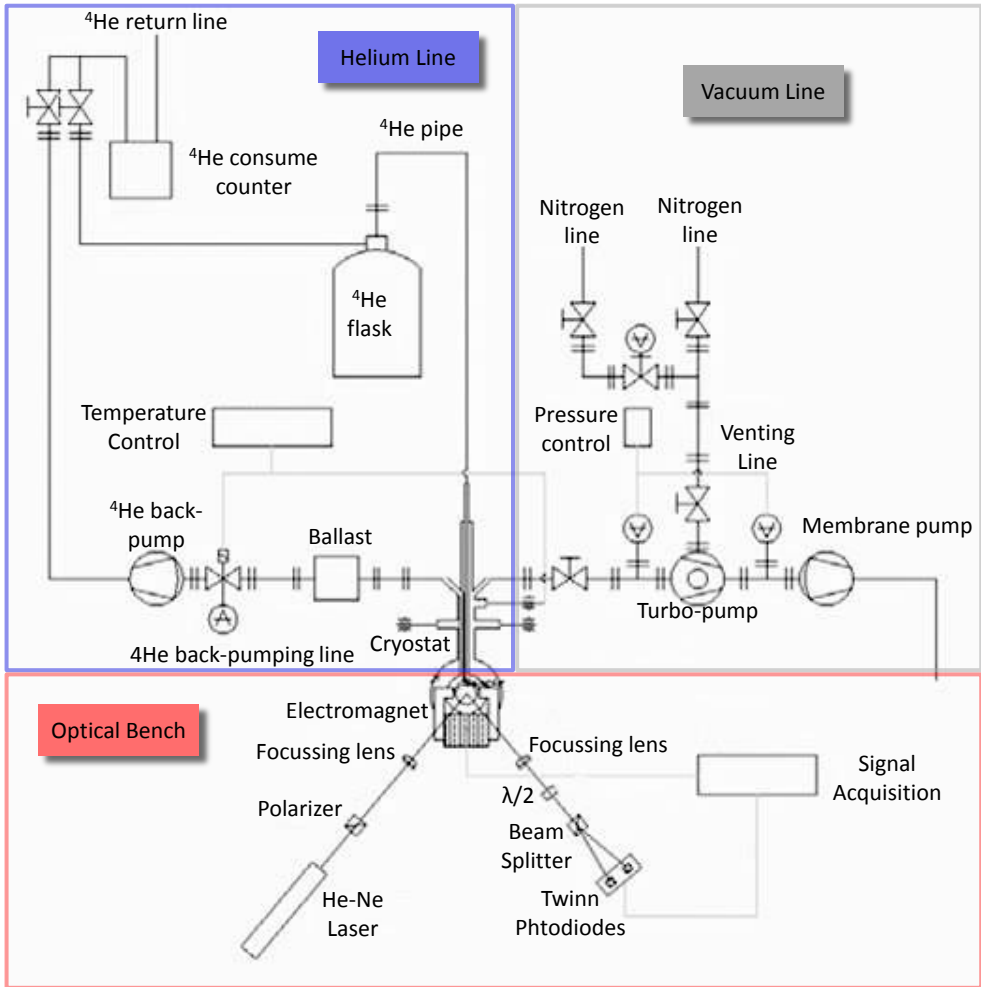 ⁴He return line
Helium Line
Vacuum Line
⁴He pipe
⁴He consume
counter
Nitrogen
line
Nitrogen
line
⁴He
flask
Temperature
Control
Pressure
control
Venting
Line
⁴He back-
pump
Ballast
Membrane pump
Turbo-pump
Cryostat
4He back-pumping line
Optical Bench
Electromagnet
Focussing lens
Focussing lens
Signal
Acquisition
λ/2
Polarizer
Beam
Splitter
He-Ne
Laser
Twinn
Phtodiodes